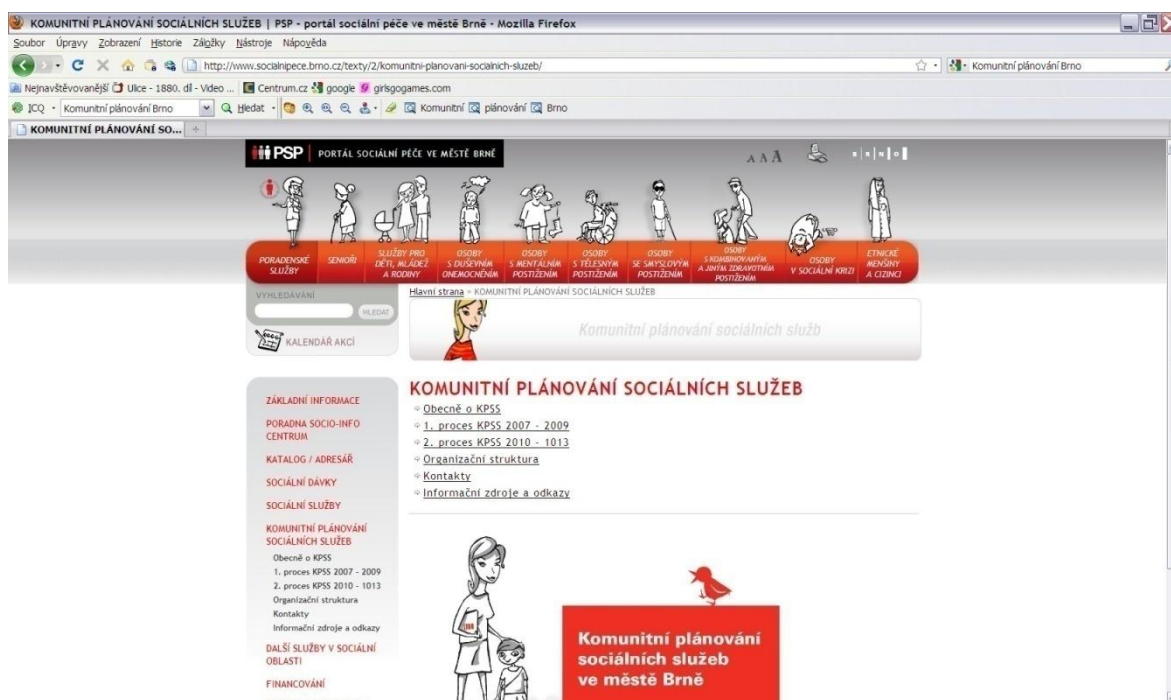 KOMUNITNÍ PLÁNOVÁNÍ SOCIÁLNÍCH SLUŽEB | PSP - portál sociální péče ve městě Brně - Mozilla Firefox
Soubor Úpravy Zobrazení Historie Záložky Nástroje Nápověda
http://www.socialnipece.brno.cz/texty/2/komunitni-planovani-socialnich-sluzeb/
Komunitní plánování Brno
Nejnavštěvovanější Ulice - 1880. díl - Video ... Centrum.cz google girlsgogames.com
ICQ Komunitní plánování Brno Hledat Komunitní plánování Brno
KOMUNITNÍ PLÁNOVÁNÍ SO...
PSP | PORTÁL SOCIÁLNÍ PÉČE VE MĚSTĚ BRNĚ
A A A
B R N O
PORADENSKÉ
SLUŽBY
SENIOŘI
SLUŽBY PRO
DĚTI, MLÁDEŽ
A RODINY
OSOBY
S DUŠEVNÍM
ONEMOCNĚNÍM
OSOBY
S MENTÁLNÍM
POSTIŽENÍM
OSOBY
S TĚLESNÝM
POSTIŽENÍM
OSOBY
SE SMYSLOVÝM
POSTIŽENÍM
OSOBY
S KOMBINOVANÝM
A JINÝM ZDRAVOTNÍM
POSTIŽENÍM
OSOBY
V SOCIÁLNÍ KRIZI
ETNICKÉ
MENŠINY
A CIZINCI
VYHLEDÁVÁNÍ
HLEDAT
KALENDÁŘ AKCÍ
Hlavní strana » KOMUNITNÍ PLÁNOVÁNÍ SOCIÁLNÍCH SLUŽEB
Komunitní plánování sociálních služb
ZÁKLADNÍ INFORMACE
PORADNA SOCIO-INFO
CENTRUM
KATALOG / ADRESÁŘ
SOCIÁLNÍ DÁVKY
SOCIÁLNÍ SLUŽBY
KOMUNITNÍ PLÁNOVÁNÍ
SOCIÁLNÍCH SLUŽEB
Obecně o KPSS
1. proces KPSS 2007 - 2009
2. proces KPSS 2010 - 1013
Organizační struktura
Kontakty
Informační zdroje a odkazy
DALŠÍ SLUŽBY V SOCIÁLNÍ
OBLASTI
FINANCOVÁNÍ
KOMUNITNÍ PLÁNOVÁNÍ SOCIÁLNÍCH SLUŽEB
Obecně o KPSS
1. proces KPSS 2007 - 2009
2. proces KPSS 2010 - 1013
Organizační struktura
Kontakty
Informační zdroje a odkazy
Komunitní plánování
sociálních služeb
ve městě Brně